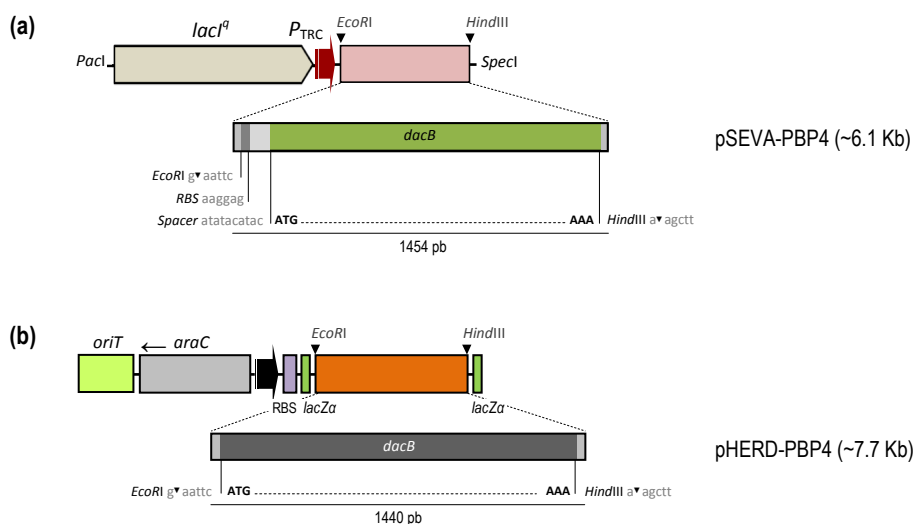 (a)
lacIq PTRC EcoRI HindIII
PacI SpecI
dacB
pSEVA-PBP4 (~6.1 Kb)
EcoRI g▼aattc
RBS aaggag
Spacer atatacatac ATG AAA HindIII a▼agctt
1454 pb
(b)
oriT ← araC EcoRI HindIII
RBS lacZα lacZα
dacB
pHERD-PBP4 (~7.7 Kb)
EcoRI g▼aattc ATG AAA HindIII a▼agctt
1440 pb